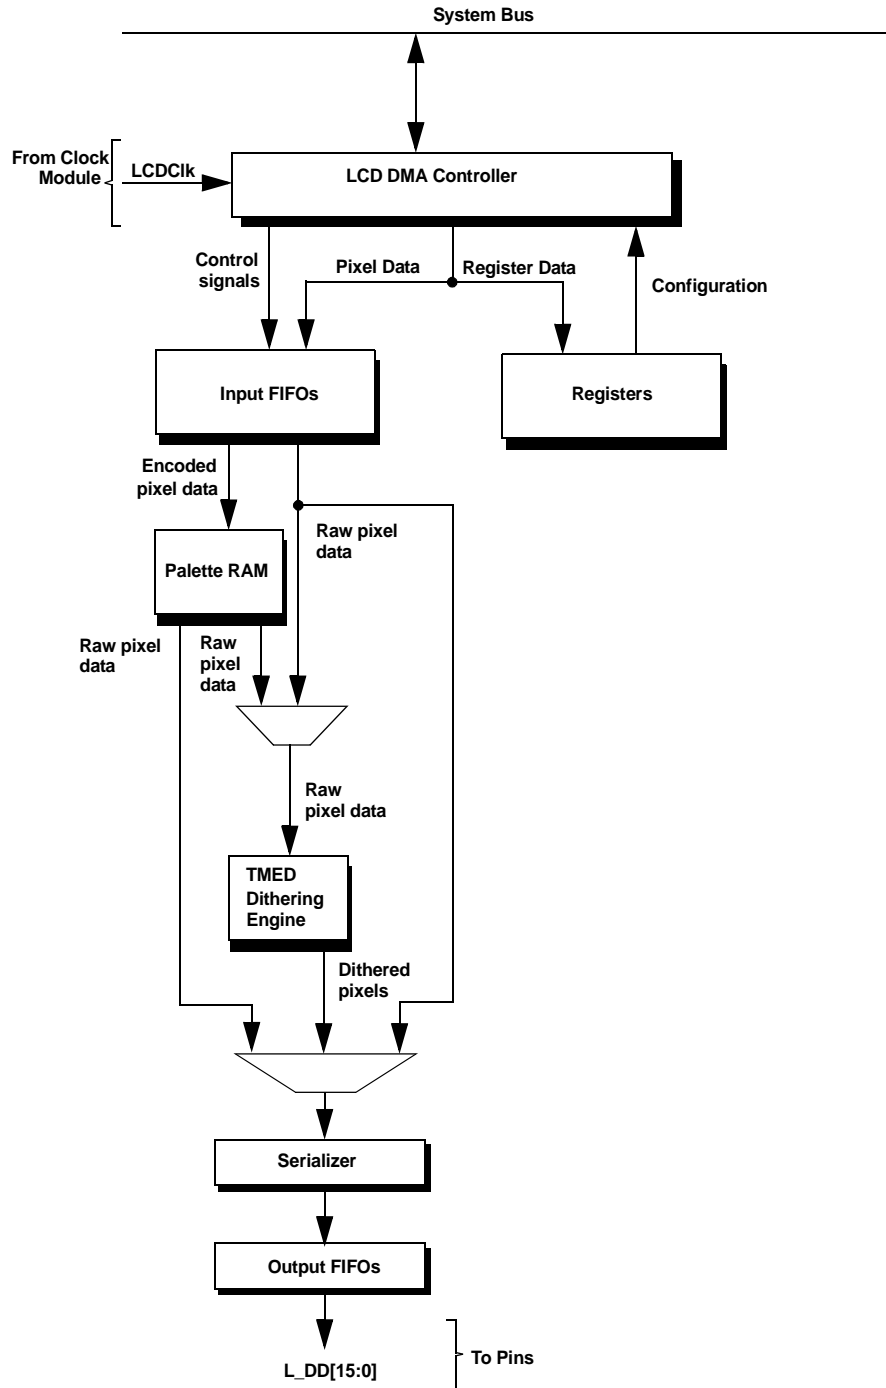 System Bus
From Clock
Module
LCDClk
LCD DMA Controller
Control
signals
Pixel Data
Register Data
Configuration
Input FIFOs
Registers
Encoded
pixel data
Raw pixel
data
Palette RAM
Raw pixel
data
Raw
pixel
data
Raw
pixel data
TMED
Dithering
Engine
Dithered
pixels
Serializer
Output FIFOs
L_DD[15:0]
To Pins